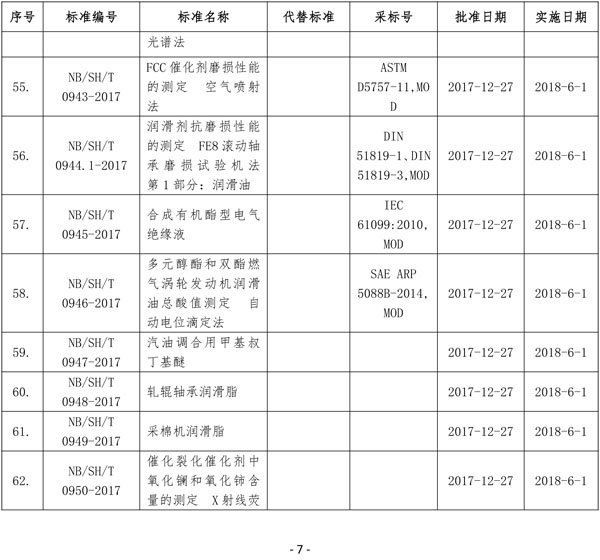 序号 标准编号 标准名称 代替标准 采标号 批准日期 实施日期
光谱法
55. NB/SH/T 0943-2017 FCC 催化剂磨损性能的测定 空气喷射法 ASTM D5757-11,MOD 2017-12-27 2018-6-1
56. NB/SH/T 0944.1-2017 润滑剂抗磨损性能的测定 FE8 滚动轴承磨损试验机法 第 1 部分：润滑油 DIN 51819-1、DIN 51819-3,MOD 2017-12-27 2018-6-1
57. NB/SH/T 0945-2017 合成有机酯型电气绝缘液 IEC 61099:2010,MOD 2017-12-27 2018-6-1
58. NB/SH/T 0946-2017 多元醇酯和双酯燃气涡轮发动机润滑油总酸值测定 自动电位滴定法 SAE ARP 5088B-2014,MOD 2017-12-27 2018-6-1
59. NB/SH/T 0947-2017 汽油调合用甲基叔丁基醚 2017-12-27 2018-6-1
60. NB/SH/T 0948-2017 轧辊轴承润滑脂 2017-12-27 2018-6-1
61. NB/SH/T 0949-2017 采棉机润滑脂 2017-12-27 2018-6-1
62. NB/SH/T 0950-2017 催化裂化催化剂中氧化镧和氧化铈含量的测定 X 射线荧 2017-12-27 2018-6-1
- 7 -